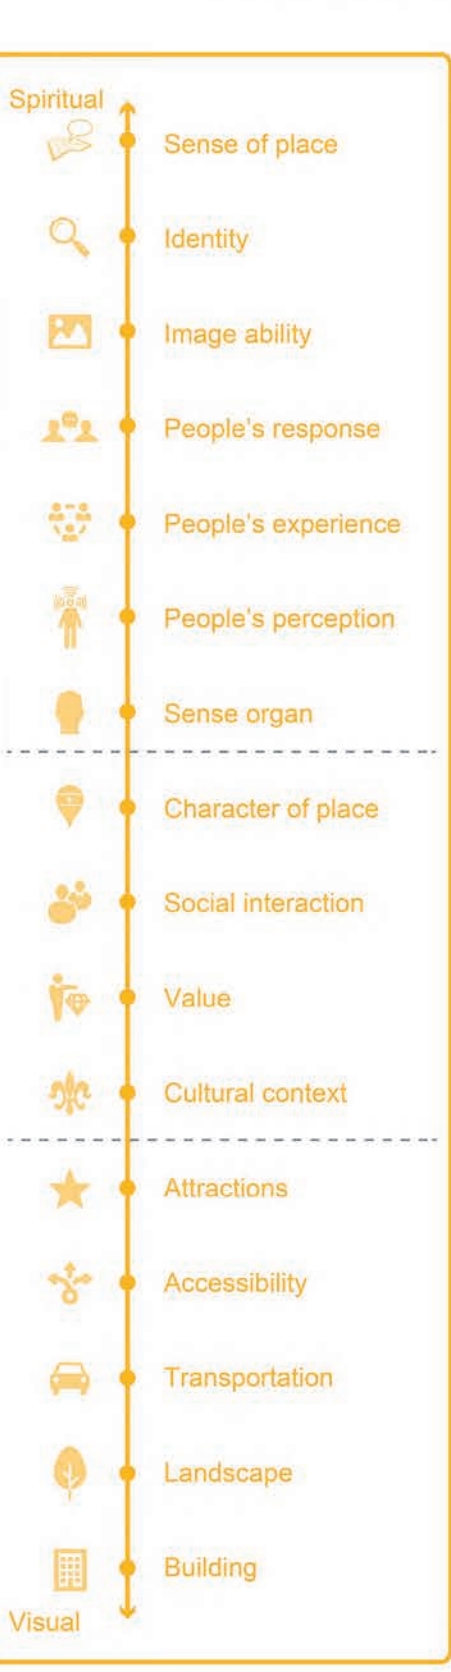 Spiritual
Sense of place
Identity
Image ability
People's response
People's experience
People's perception
Sense organ
Character of place
Social interaction
Value
Cultural context
Attractions
Accessibility
Transportation
Landscape
Building
Visual